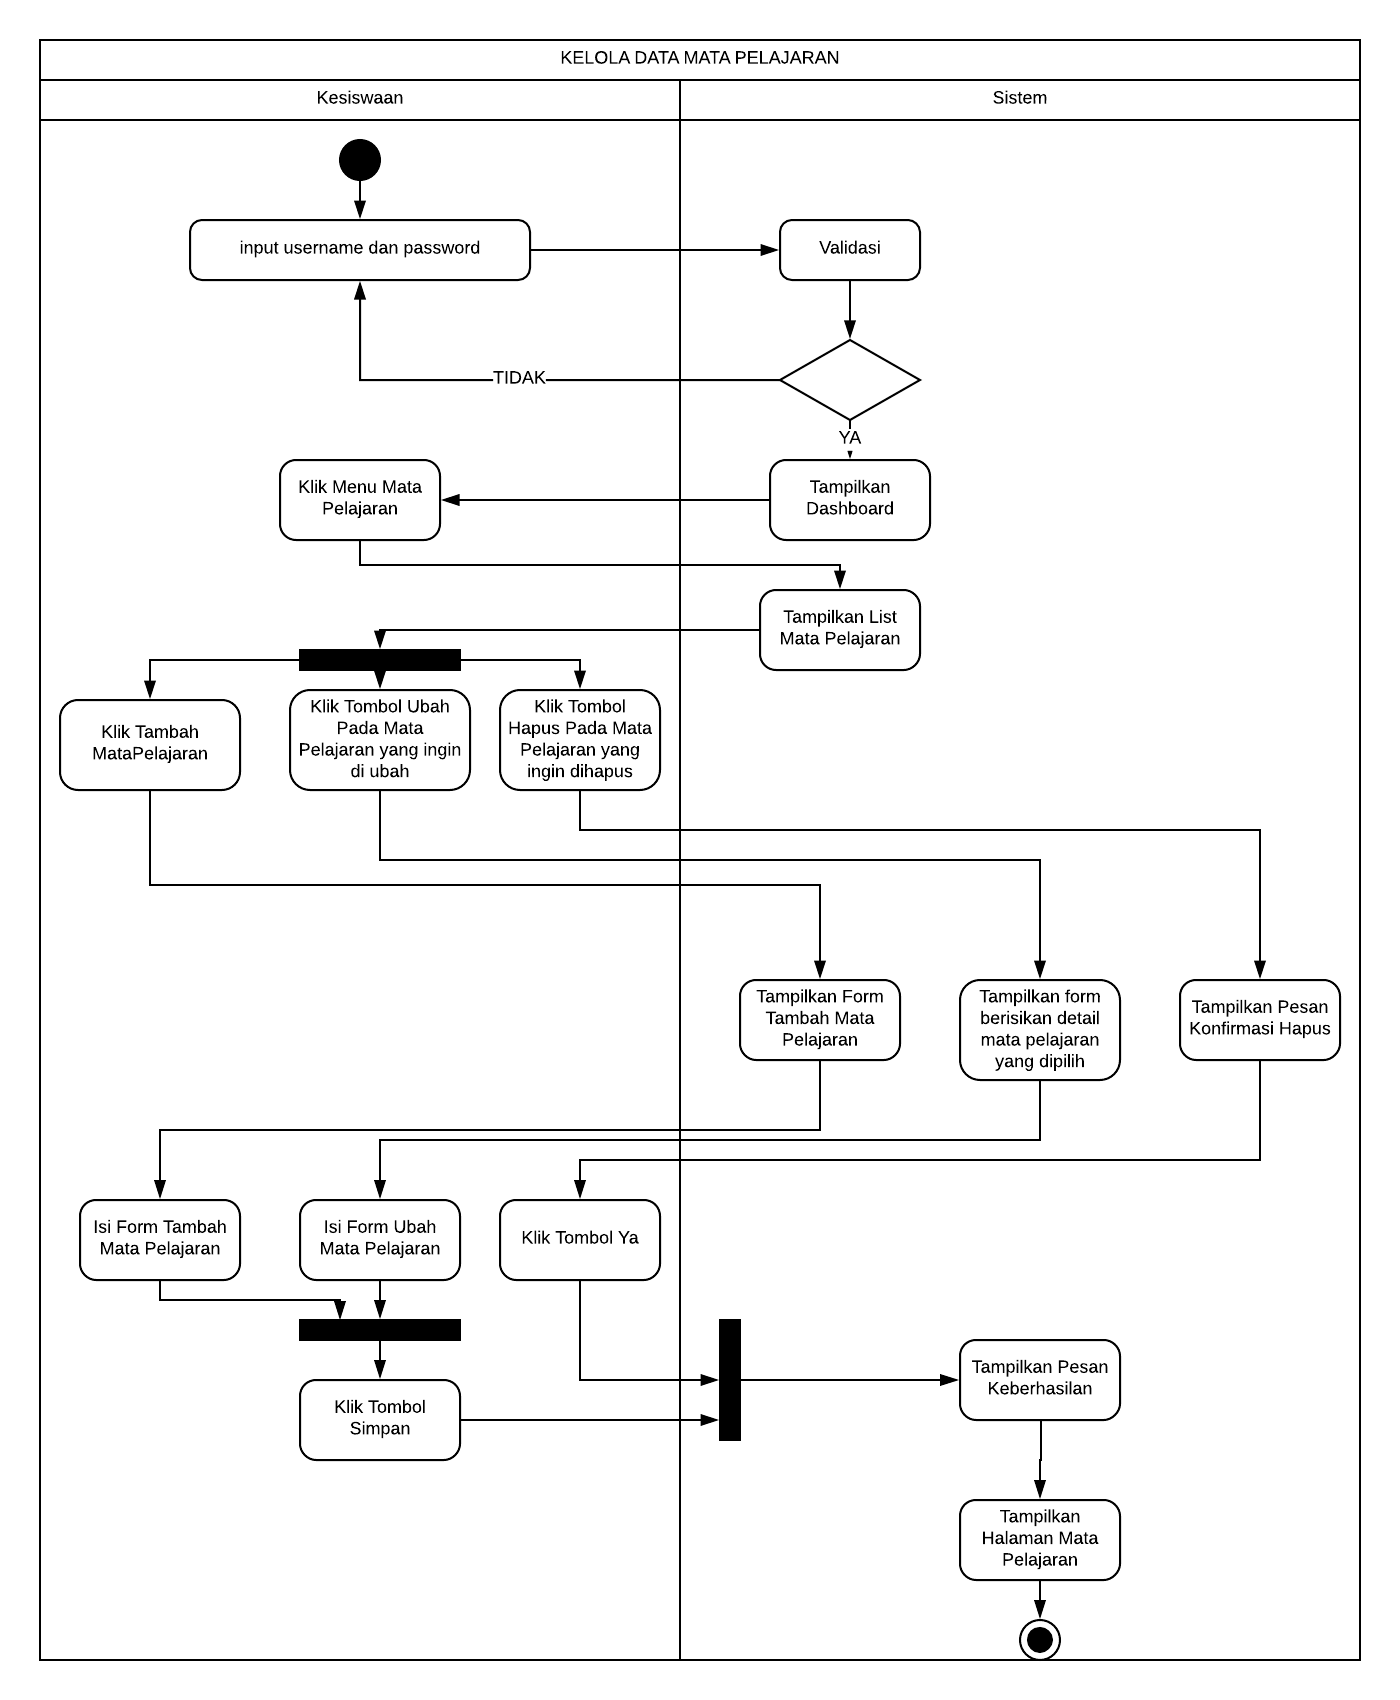 KELOLA DATA MATA PELAJARAN
Kesiswaan
Sistem
input username dan password
Validasi
TIDAK
YA
Klik Menu Mata
Pelajaran
Tampilkan
Dashboard
Tampilkan List
Mata Pelajaran
Klik Tambah
MataPelajaran
Klik Tombol Ubah
Pada Mata
Pelajaran yang ingin
di ubah
Klik Tombol
Hapus Pada Mata
Pelajaran yang
ingin dihapus
Tampilkan Form
Tambah Mata
Pelajaran
Tampilkan form
berisikan detail
mata pelajaran
yang dipilih
Tampilkan Pesan
Konfirmasi Hapus
Isi Form Tambah
Mata Pelajaran
Isi Form Ubah
Mata Pelajaran
Klik Tombol Ya
Klik Tombol
Simpan
Tampilkan Pesan
Keberhasilan
Tampilkan
Halaman Mata
Pelajaran